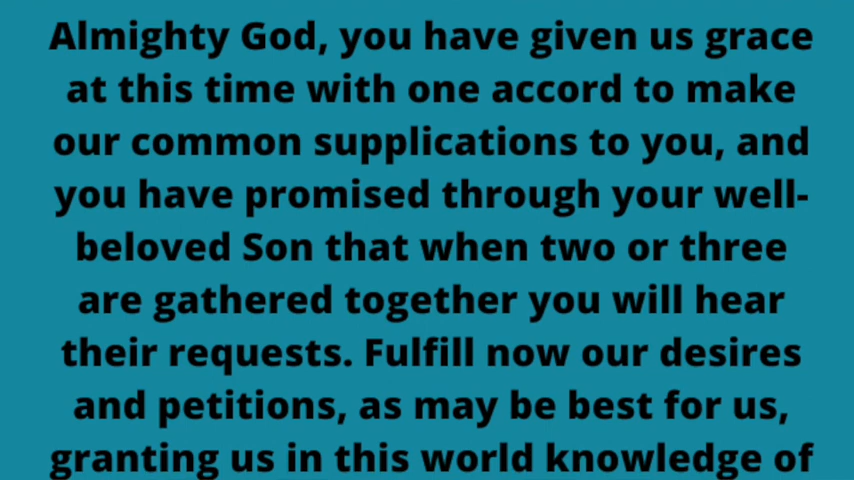 Almighty God, you have given us grace
at this time with one accord to make
our common supplications to you, and
you have promised through your well-
beloved Son that when two or three
are gathered together you will hear
their requests. Fulfill now our desires
and petitions, as may be best for us,
granting us in this world knowledge of